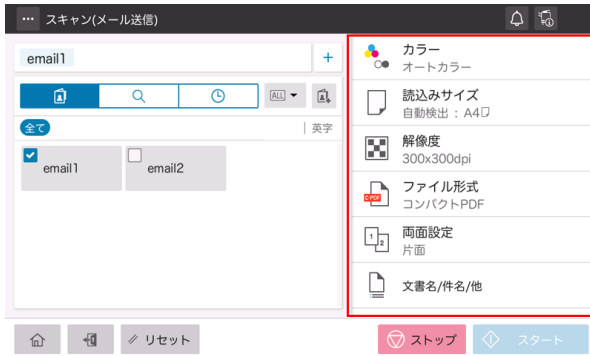 スキャン(メール送信)
email1
+
ALL
全て
英字
email1
email2
カラー
オートカラー
読込みサイズ
自動検出 : A4
解像度
300x300dpi
ファイル形式
C-PDF
コンパクトPDF
両面設定
1 2
片面
文書名/件名/他
リセット
ストップ
スタート